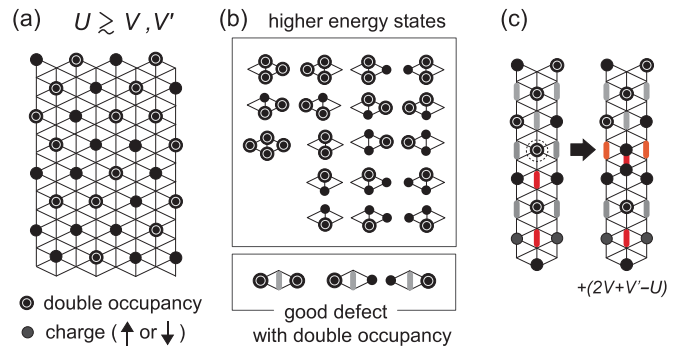 (a) U ≳ V ,V'
(b) higher energy states
(c)
double occupancy
charge (↑ or ↓)
good defect
with double occupancy
+(2V+V'−U)